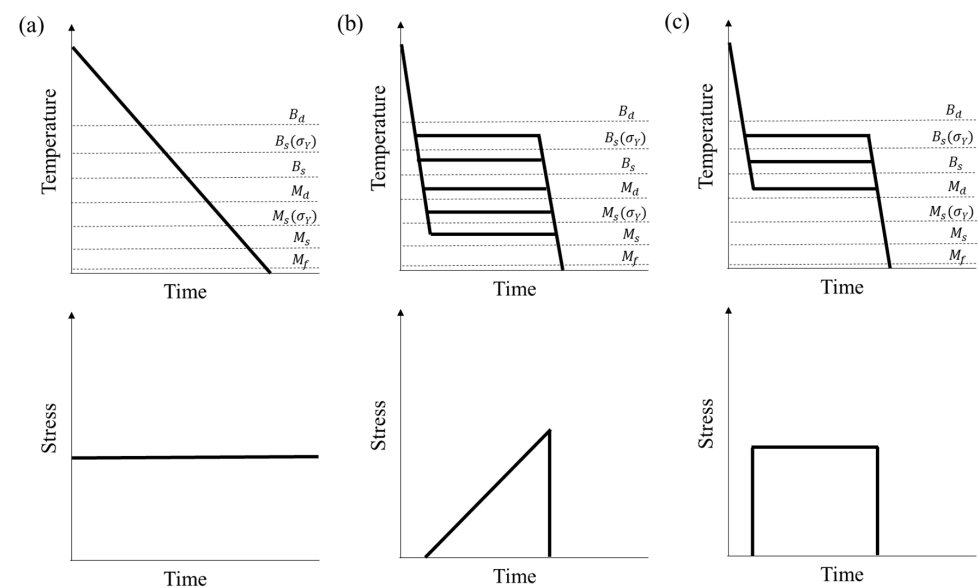 (a)
Temperature
B_d
B_s(σ_Y)
B_s
M_d
M_s(σ_Y)
M_s
M_f
Time
Stress
Time
(b)
Temperature
B_d
B_s(σ_Y)
B_s
M_d
M_s(σ_Y)
M_s
M_f
Time
Stress
Time
(c)
Temperature
B_d
B_s(σ_Y)
B_s
M_d
M_s(σ_Y)
M_s
M_f
Time
Stress
Time